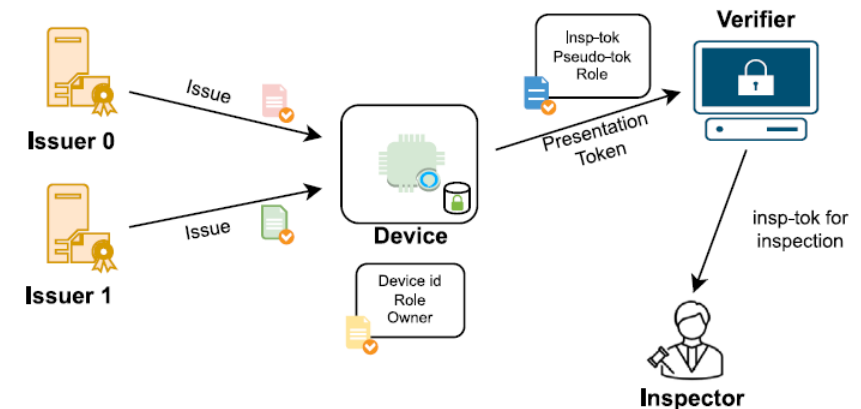 Verifier
Insp-tok
Pseudo-tok
Role
Issue
Issuer 0
Presentation
Token
Issue
Device
insp-tok for
inspection
Issuer 1
Device id
Role
Owner
Inspector